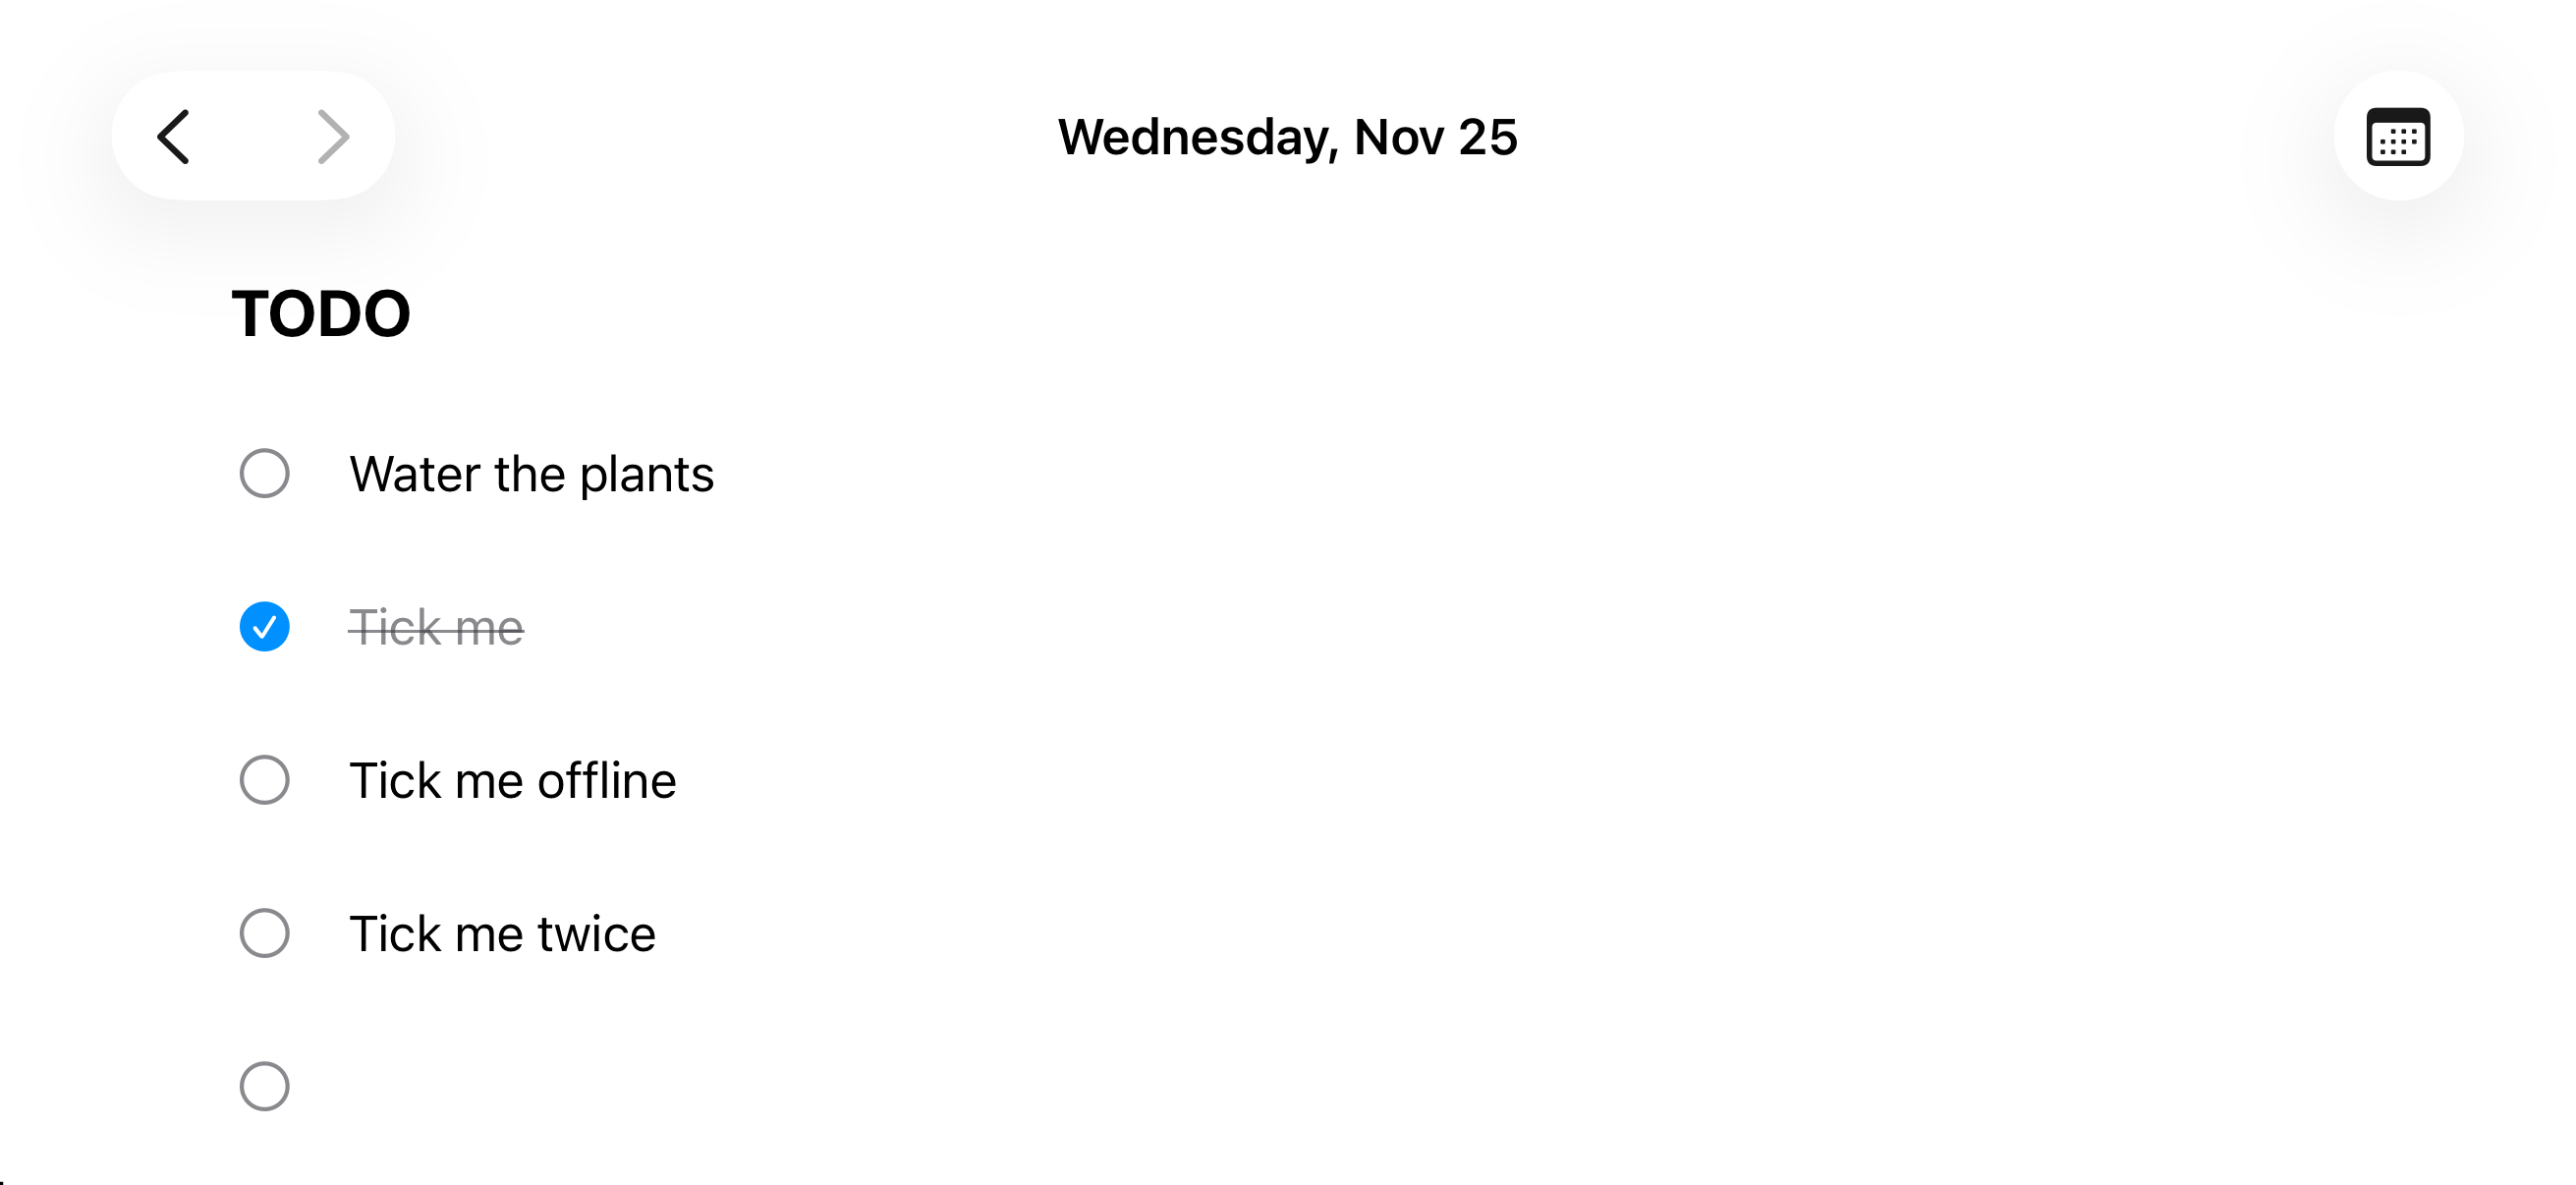 Wednesday, Nov 25
TODO
Water the plants
Tick me
Tick me offline
Tick me twice